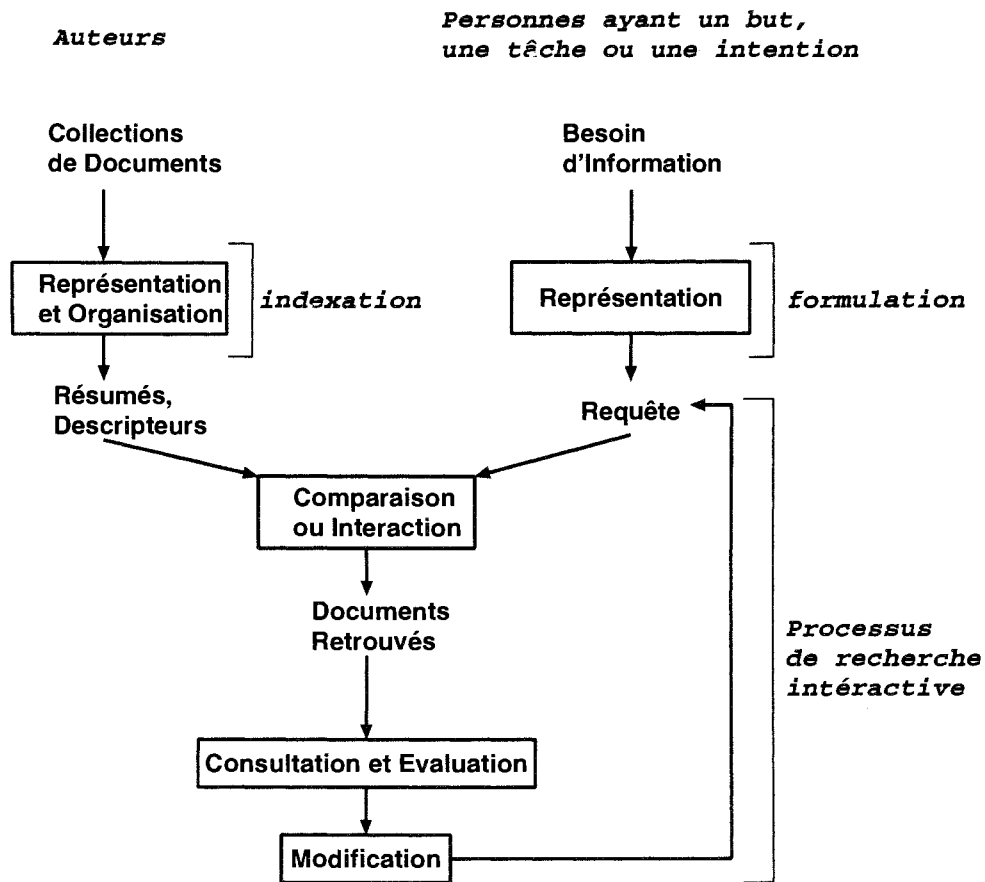 Auteurs
Personnes ayant un but,
une tâche ou une intention
Collections
de Documents
Besoin
d'Information
Représentation
et Organisation
indexation
Représentation
formulation
Résumés,
Descripteurs
Requête
Comparaison
ou Interaction
Documents
Retrouvés
Processus
de recherche
intéractive
Consultation et Evaluation
Modification